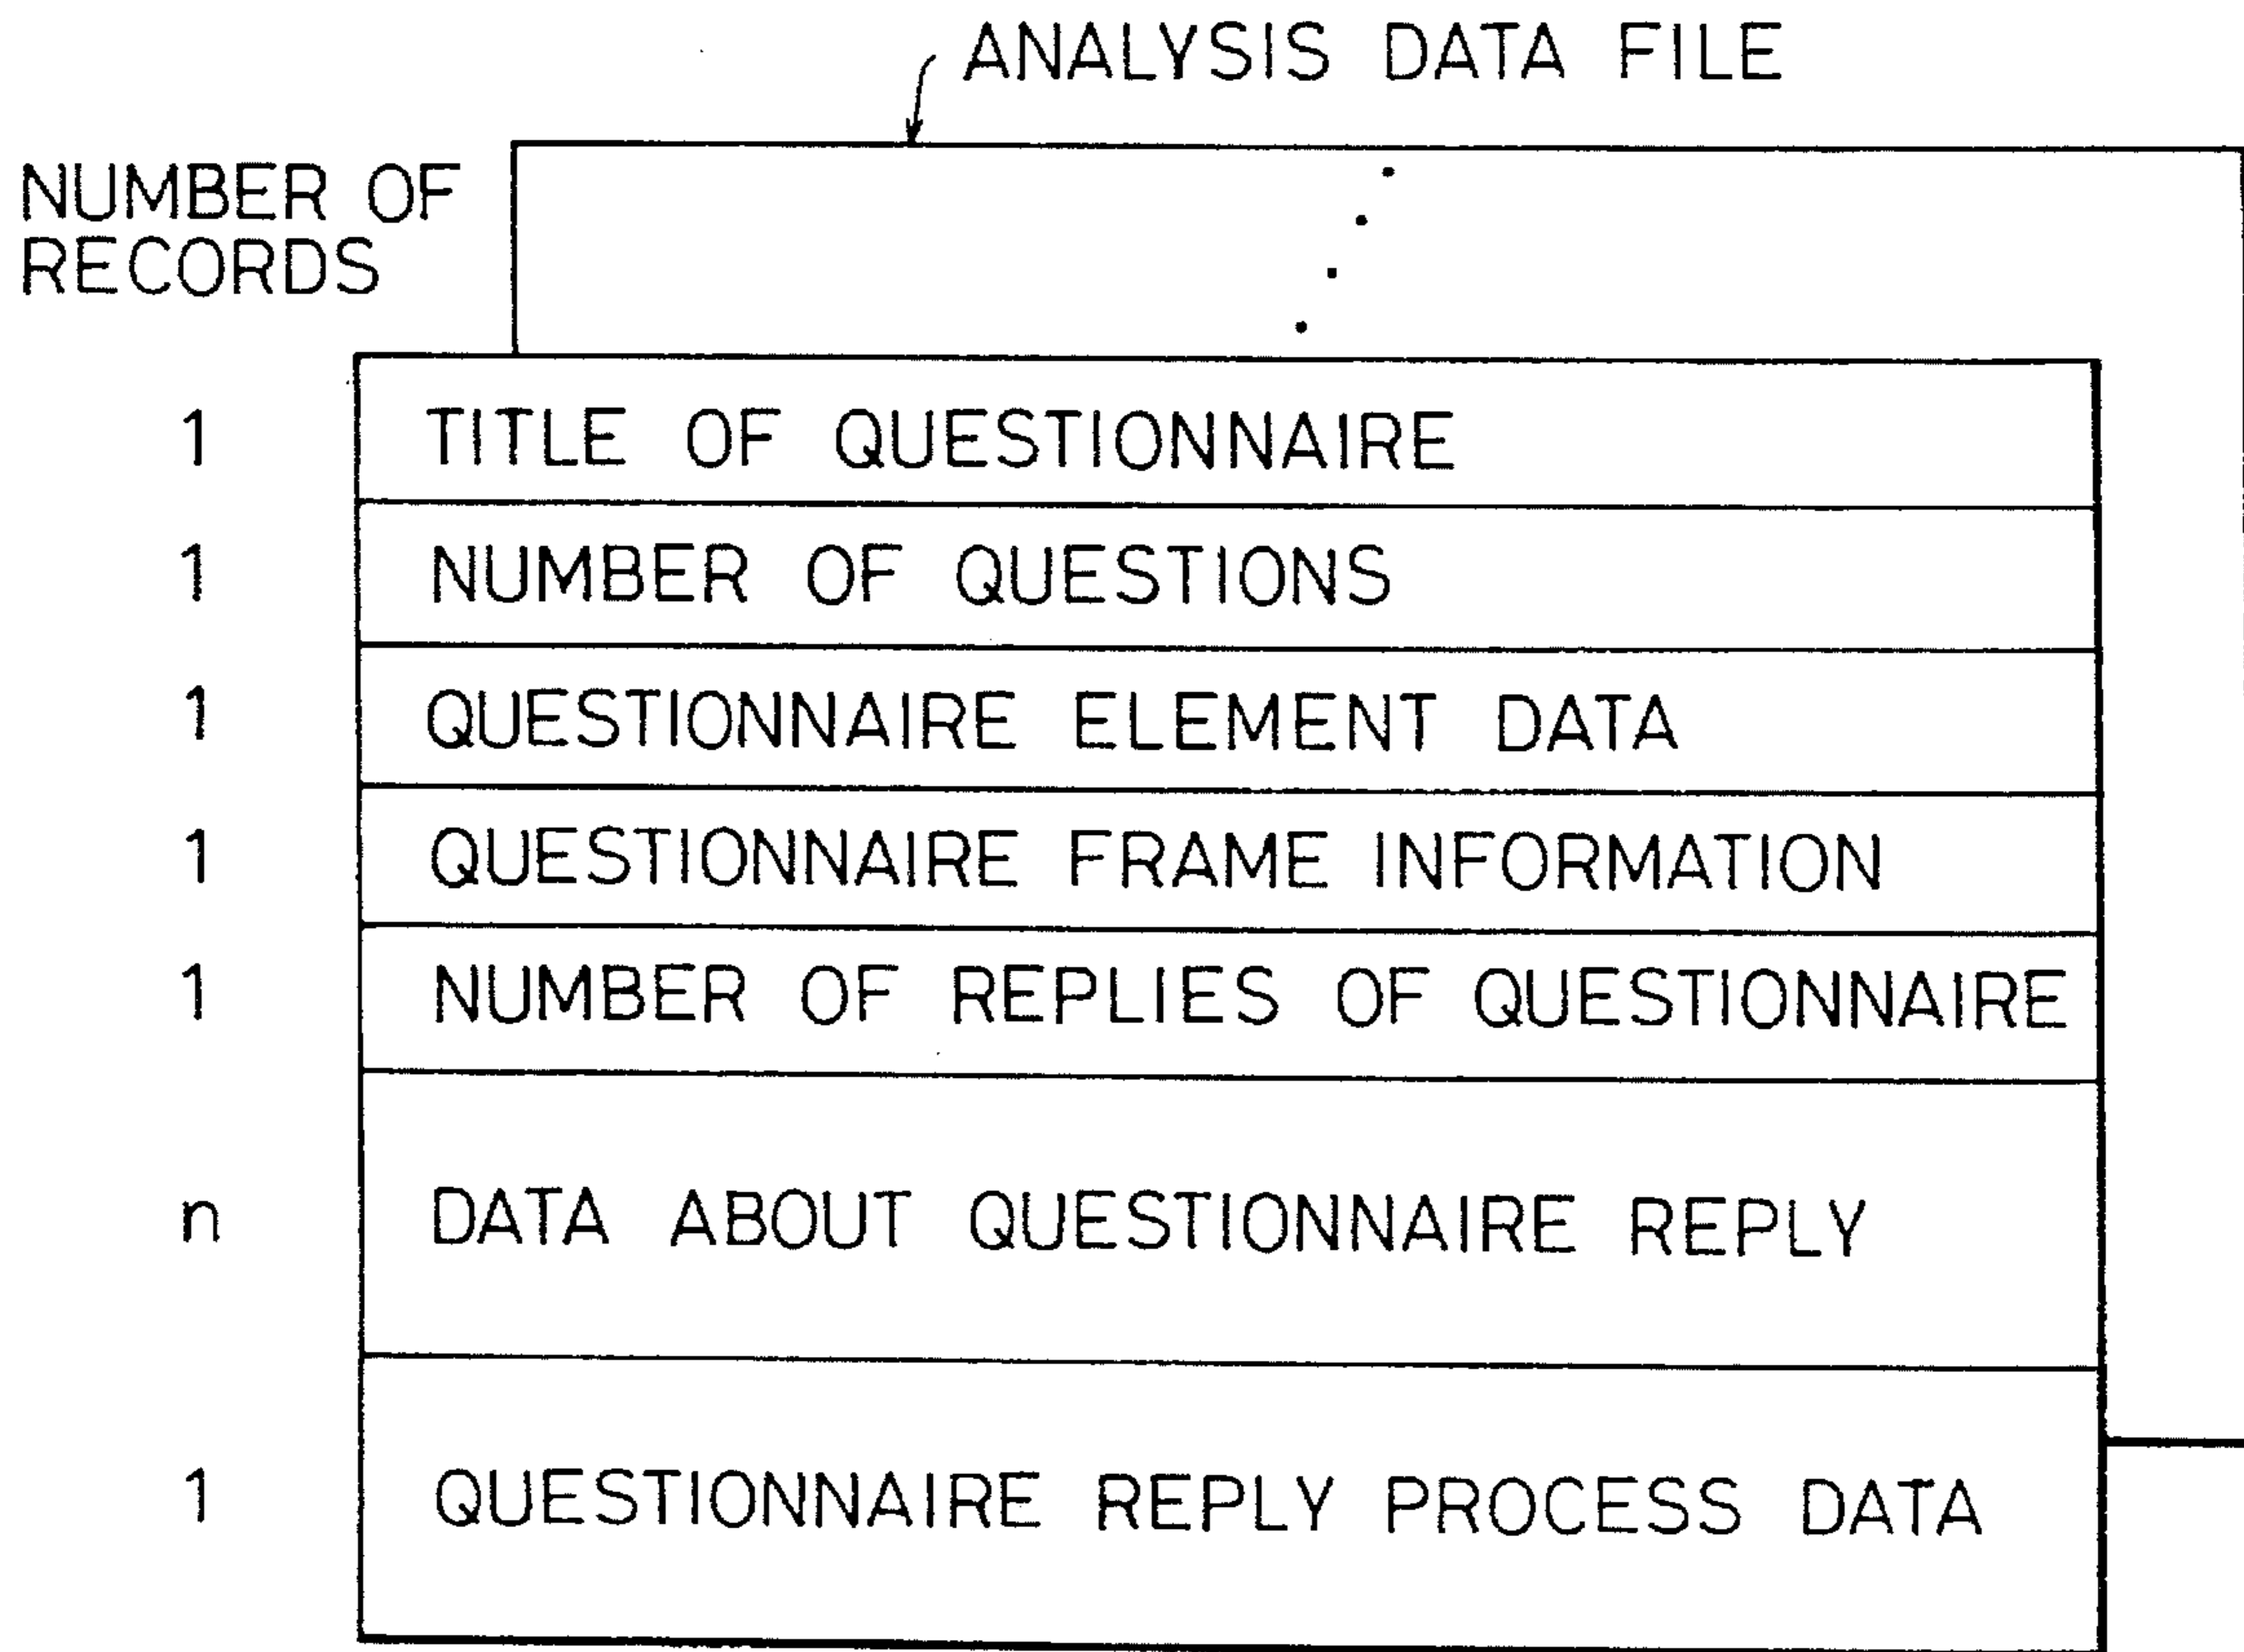 ANALYSIS DATA FILE
NUMBER OF
RECORDS
1 TITLE OF QUESTIONNAIRE
1 NUMBER OF QUESTIONS
1 QUESTIONNAIRE ELEMENT DATA
1 QUESTIONNAIRE FRAME INFORMATION
1 NUMBER OF REPLIES OF QUESTIONNAIRE
n DATA ABOUT QUESTIONNAIRE REPLY
1 QUESTIONNAIRE REPLY PROCESS DATA